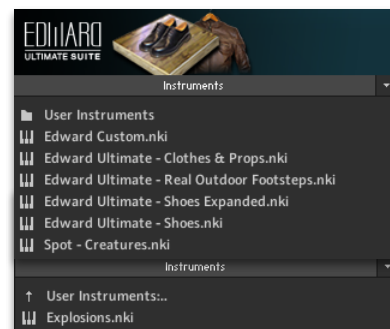 EDWARD
ULTIMATE SUITE
Instruments
User Instruments
Edward Custom.nki
Edward Ultimate - Clothes & Props.nki
Edward Ultimate - Real Outdoor Footsteps.nki
Edward Ultimate - Shoes Expanded.nki
Edward Ultimate - Shoes.nki
Spot - Creatures.nki
Instruments
↑ User Instruments:..
Explosions.nki